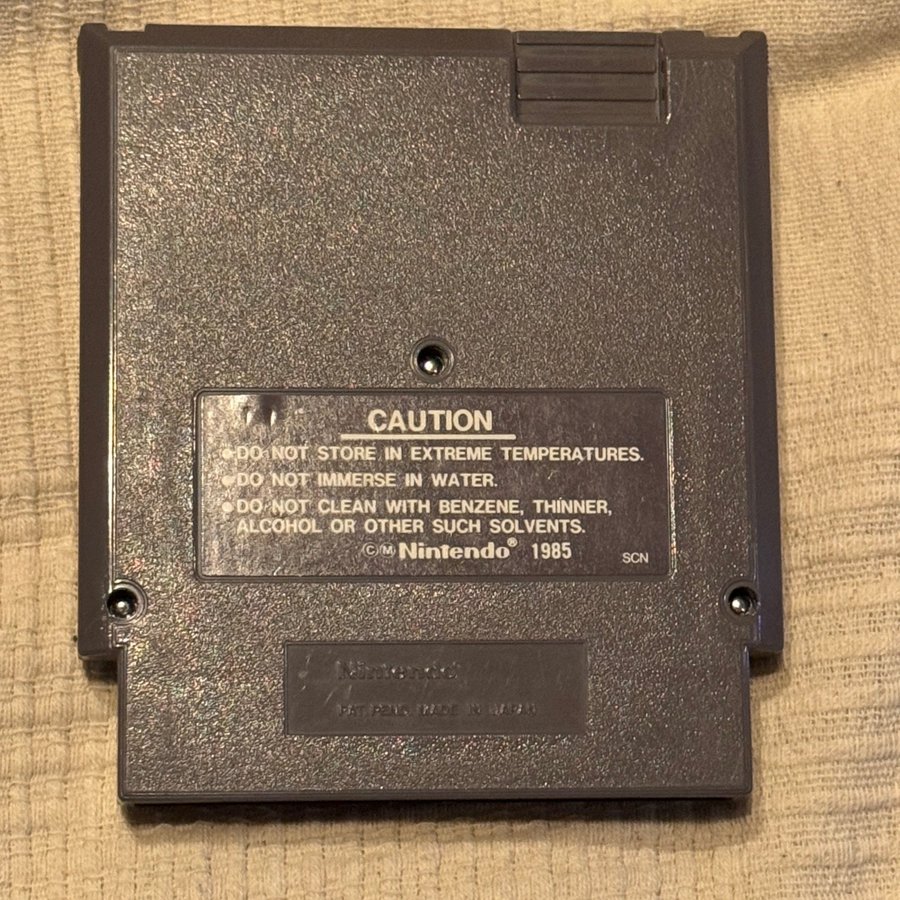 CAUTION
•DO NOT STORE IN EXTREME TEMPERATURES.
•DO NOT IMMERSE IN WATER.
•DO NOT CLEAN WITH BENZENE, THINNER,
ALCOHOL OR OTHER SUCH SOLVENTS.
©M Nintendo® 1985
SCN
Nintendo
PAT. PEND. MADE IN JAPAN